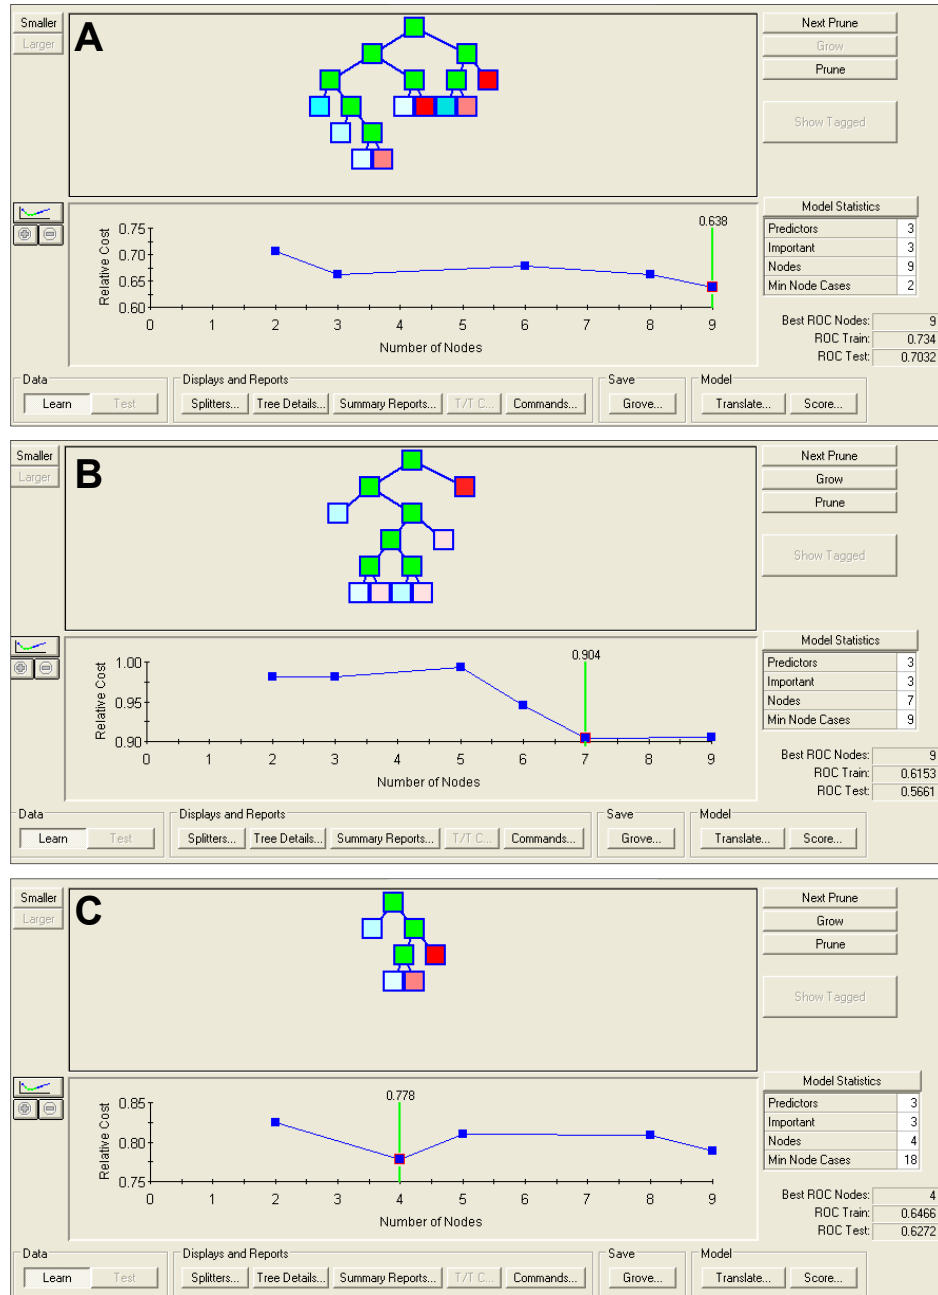 Smaller
Larger
A
Next Prune
Grow
Prune
Show Tagged
0.638
0.75
0.70
0.65
0.60
Relative Cost
0 1 2 3 4 5 6 7 8 9
Number of Nodes
Model Statistics
Predictors 3
Important 3
Nodes 9
Min Node Cases 2
Best ROC Nodes: 9
ROC Train: 0.734
ROC Test: 0.7032
Data Displays and Reports Save Model
Learn Test Splitters... Tree Details... Summary Reports... T/T C... Commands... Grove... Translate... Score...
Smaller
Larger
B
Next Prune
Grow
Prune
Show Tagged
0.904
1.00
0.95
0.90
Relative Cost
0 1 2 3 4 5 6 7 8 9
Number of Nodes
Model Statistics
Predictors 3
Important 3
Nodes 7
Min Node Cases 9
Best ROC Nodes: 9
ROC Train: 0.6153
ROC Test: 0.5661
Data Displays and Reports Save Model
Learn Test Splitters... Tree Details... Summary Reports... T/T C... Commands... Grove... Translate... Score...
Smaller
Larger
C
Next Prune
Grow
Prune
Show Tagged
0.778
0.85
0.80
0.75
Relative Cost
0 1 2 3 4 5 6 7 8 9
Number of Nodes
Model Statistics
Predictors 3
Important 3
Nodes 4
Min Node Cases 18
Best ROC Nodes: 4
ROC Train: 0.6466
ROC Test: 0.6272
Data Displays and Reports Save Model
Learn Test Splitters... Tree Details... Summary Reports... T/T C... Commands... Grove... Translate... Score...